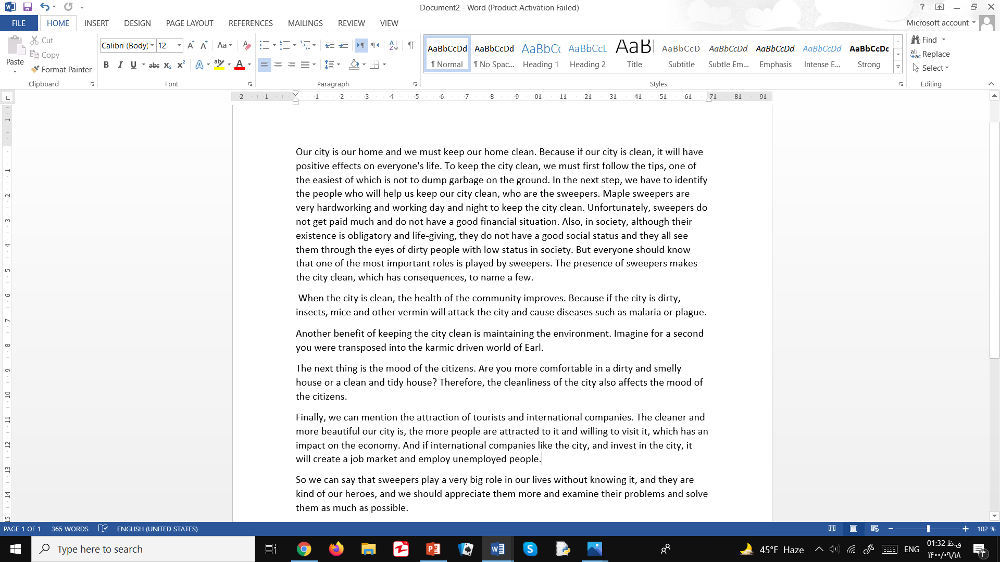 Document2 - Word (Product Activation Failed)
FILE HOME INSERT DESIGN PAGE LAYOUT REFERENCES MAILINGS REVIEW VIEW Microsoft account
Paste Cut Copy Format Painter
Calibri (Body) 12
AaBbCcDd AaBbCcDd AaBbCc AaBbCcD AaB AaBbCcD AaBbCcDd AaBbCcDd AaBbCcDd AaBbCcDc
¶ Normal ¶ No Spac... Heading 1 Heading 2 Title Subtitle Subtle Em... Emphasis Intense E... Strong
Find Replace Select
Clipboard Font Paragraph Styles Editing
2 1 1 2 3 4 5 6 7 8 9 01 11 21 31 41 51 61 71 81 91
Our city is our home and we must keep our home clean. Because if our city is clean, it will have
positive effects on everyone's life. To keep the city clean, we must first follow the tips, one of
the easiest of which is not to dump garbage on the ground. In the next step, we have to identify
the people who will help us keep our city clean, who are the sweepers. Maple sweepers are
very hardworking and working day and night to keep the city clean. Unfortunately, sweepers do
not get paid much and do not have a good financial situation. Also, in society, although their
existence is obligatory and life-giving, they do not have a good social status and they all see
them through the eyes of dirty people with low status in society. But everyone should know
that one of the most important roles is played by sweepers. The presence of sweepers makes
the city clean, which has consequences, to name a few.
When the city is clean, the health of the community improves. Because if the city is dirty,
insects, mice and other vermin will attack the city and cause diseases such as malaria or plague.
Another benefit of keeping the city clean is maintaining the environment. Imagine for a second
you were transposed into the karmic driven world of Earl.
The next thing is the mood of the citizens. Are you more comfortable in a dirty and smelly
house or a clean and tidy house? Therefore, the cleanliness of the city also affects the mood of
the citizens.
Finally, we can mention the attraction of tourists and international companies. The cleaner and
more beautiful our city is, the more people are attracted to it and willing to visit it, which has an
impact on the economy. And if international companies like the city, and invest in the city, it
will create a job market and employ unemployed people.
So we can say that sweepers play a very big role in our lives without knowing it, and they are
kind of our heroes, and we should appreciate them more and examine their problems and solve
them as much as possible.
PAGE 1 OF 1 365 WORDS ENGLISH (UNITED STATES) 102 %
Type here to search 45°F Haze ENG 01:32 ق.ظ
۱۴۰۰/۰۹/۱۸